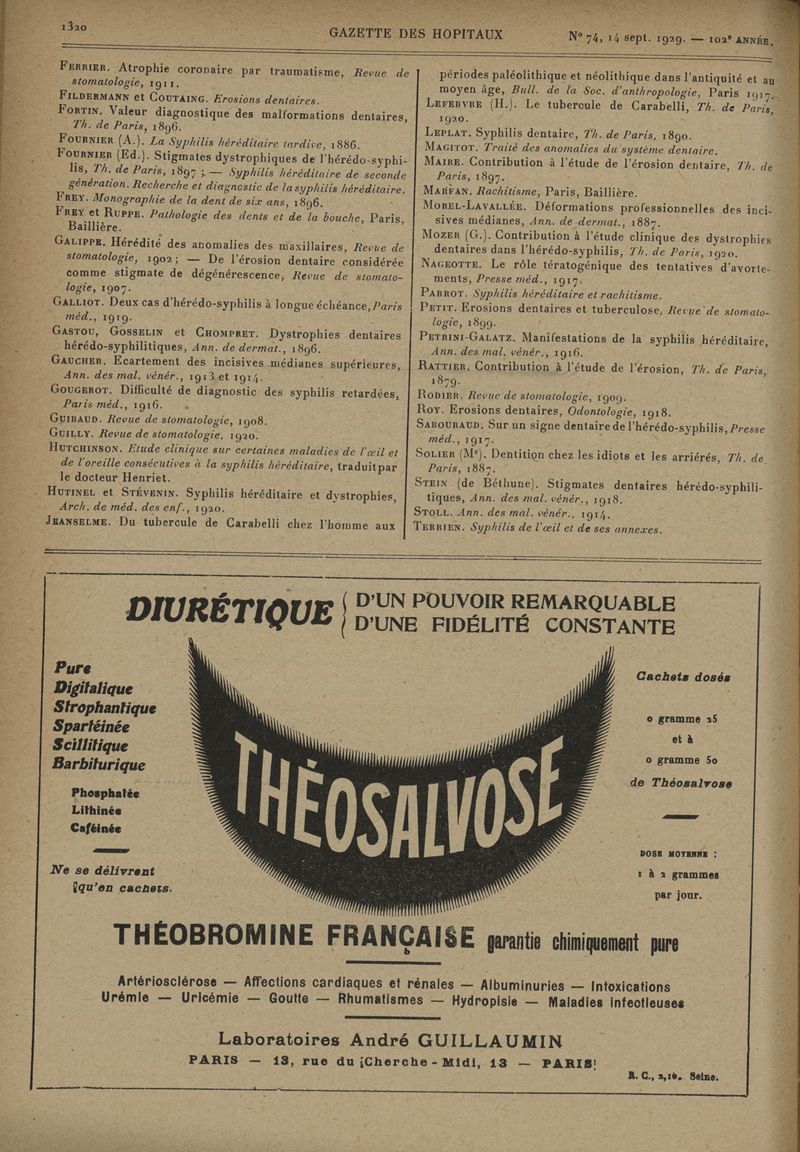 1320
GAZETTE DES HOPITAUX
N° 74, 14 sept. 1929. — 102e ANNÉE.
FERRIER. Atrophie coronaire par traumatisme, Revue de
stomatologie, 1911.
FILDERMANN et COUTAING. Erosions dentaires.
FORTIN. Valeur diagnostique des malformations dentaires,
Th. de Paris, 1896.
FOURNIER (A.). La Syphilis héréditaire tardive, 1886.
FOURNIER (Ed.). Stigmates dystrophiques de l'hérédo-syphi-
lis, Th. de Paris, 1897 ; — Syphilis héréditaire de seconde
génération. Recherche et diagnostic de la syphilis héréditaire.
FREY. Monographie de la dent de six ans, 1896.
FREY et RUPPE. Pathologie des dents et de la bouche, Paris,
Baillière.
GALIPPE. Hérédité des anomalies des maxillaires, Revue de
stomatologie, 1902 ; — De l'érosion dentaire considérée
comme stigmate de dégénérescence, Revue de stomato-
logie, 1907.
GALLIOT. Deux cas d'hérédo-syphilis à longue échéance, Paris
méd., 1919.
GASTOU, GOSSELIN et CHOMPRET. Dystrophies dentaires
hérédo-syphilitiques, Ann. de dermat., 1896.
GAUCHER. Ecartement des incisives médianes supérieures,
Ann. des mal. vénér., 1913 et 1914.
GOUGEROT. Difficulté de diagnostic des syphilis retardées,
Paris méd., 1916.
GUIBAUD. Revue de stomatologie, 1908.
GUILLY. Revue de stomatologie, 1920.
HUTCHINSON. Etude clinique sur certaines maladies de l'œil et
de l'oreille consécutives à la syphilis héréditaire, traduit par
le docteur Henriet.
HUTINEL et STÉVENIN. Syphilis héréditaire et dystrophies,
Arch. de méd. des enf., 1920.
JEANSELME. Du tubercule de Carabelli chez l'homme aux
périodes paléolithique et néolithique dans l'antiquité et au
moyen âge, Bull. de la Soc. d'anthropologie, Paris 1917.
LEFEBVRE (H.). Le tubercule de Carabelli, Th. de Paris,
1920.
LEPLAT. Syphilis dentaire, Th. de Paris, 1890.
MAGITOT. Traité des anomalies du système dentaire.
MAIRE. Contribution à l'étude de l'érosion dentaire, Th. de
Paris, 1897.
MARFAN. Rachitisme, Paris, Baillière.
MOREL-LAVALLÉE. Déformations professionnelles des inci-
sives médianes, Ann. de dermat., 1887.
MOZER (G.). Contribution à l'étude clinique des dystrophies
dentaires dans l'hérédo-syphilis, Th. de Paris, 1920.
NAGEOTTE. Le rôle tératogénique des tentatives d'avorte-
ments, Presse méd., 1917.
PARROT. Syphilis héréditaire et rachitisme.
PETIT. Erosions dentaires et tuberculose, Revue de stomato-
logie, 1899.
PETRINI-GALATZ. Manifestations de la syphilis héréditaire,
Ann. des mal. vénér., 1916.
RATTIER. Contribution à l'étude de l'érosion, Th. de Paris,
1879.
RODIER. Revue de stomatologie, 1909.
ROY. Erosions dentaires, Odontologie, 1918.
SABOURAUD. Sur un signe dentaire de l'hérédo-syphilis, Presse
méd., 1917.
SOLIER (Me). Dentition chez les idiots et les arriérés, Th. de
Paris, 1887.
STEIN (de Béthune). Stigmates dentaires hérédo-syphili-
tiques, Ann. des mal. vénér., 1918.
STOLL. Ann. des mal. vénér., 1914.
TERRIEN. Syphilis de l'œil et de ses annexes.
DIURÉTIQUE
D'UN POUVOIR REMARQUABLE
D'UNE FIDÉLITÉ CONSTANTE
Pure
Digitalique
Strophantique
Spartéinée
Scillitique
Barbiturique
Phosphatée
Lithinée
Caféinée
Ne se délivrent
qu'en cachets.
THÉOSALVOSE
Cachets dosés
0 gramme 25
et à
0 gramme 50
de Théosalvose
DOSE MOYENNE :
1 à 2 grammes
par jour.
THÉOBROMINE FRANÇAISE garantie chimiquement pure
Artériosclérose — Affections cardiaques et rénales — Albuminuries — Intoxications
Urémie — Uricémie — Goutte — Rhumatismes — Hydropisie — Maladies infectieuses
Laboratoires André GUILLAUMIN
PARIS — 13, rue du Cherche-Midi, 13 — PARIS
R. C., Seine.